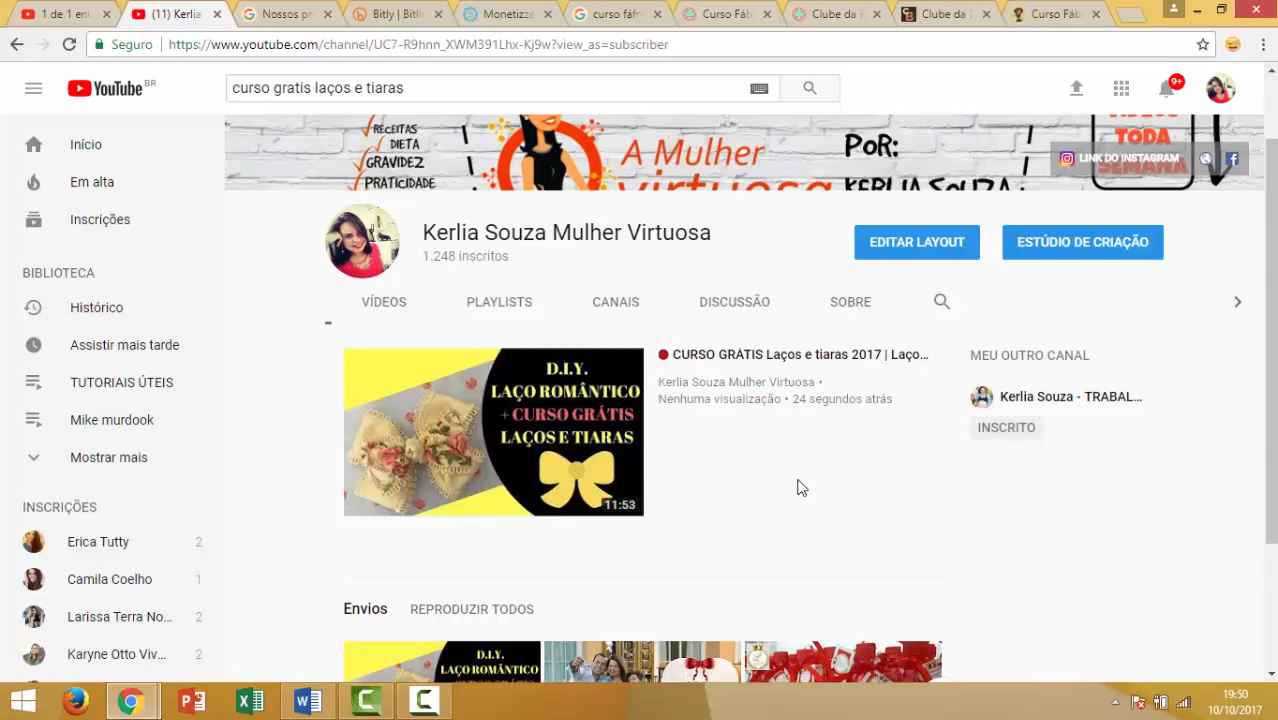 1 de 1 env
(11) Kerlia
Nossos pr
Bitly | Bitli
Monetizze
curso fáfr
Curso Fáb
Clube da
Clube da
Curso Fáb
Seguro
https://www.youtube.com/channel/UC7-R9hnn_XWM391Lhx-Kj9w?view_as=subscriber
YouTube BR
curso gratis laços e tiaras
9+
Início
Em alta
Inscrições
BIBLIOTECA
Histórico
Assistir mais tarde
TUTORIAIS ÚTEIS
Mike murdook
Mostrar mais
INSCRIÇÕES
Erica Tutty 2
Camila Coelho 1
Larissa Terra No... 2
Karyne Otto Viv... 2
RECEITAS
DIETA
GRAVIDEZ
PRATICIDADE
A Mulher
virtuosa
POR:
KERLIA SOUZA
TODA
SEMANA
LINK DO INSTAGRAM
Kerlia Souza Mulher Virtuosa
1.248 inscritos
EDITAR LAYOUT
ESTÚDIO DE CRIAÇÃO
VÍDEOS
PLAYLISTS
CANAIS
DISCUSSÃO
SOBRE
D.I.Y.
LAÇO ROMÂNTICO
+ CURSO GRÁTIS
LAÇOS E TIARAS
11:53
CURSO GRÁTIS Laços e tiaras 2017 | Laço...
Kerlia Souza Mulher Virtuosa •
Nenhuma visualização • 24 segundos atrás
MEU OUTRO CANAL
Kerlia Souza - TRABAL...
INSCRITO
Envios
REPRODUZIR TODOS
D.I.Y.
LAÇO ROMÂNTICO
19:50
10/10/2017